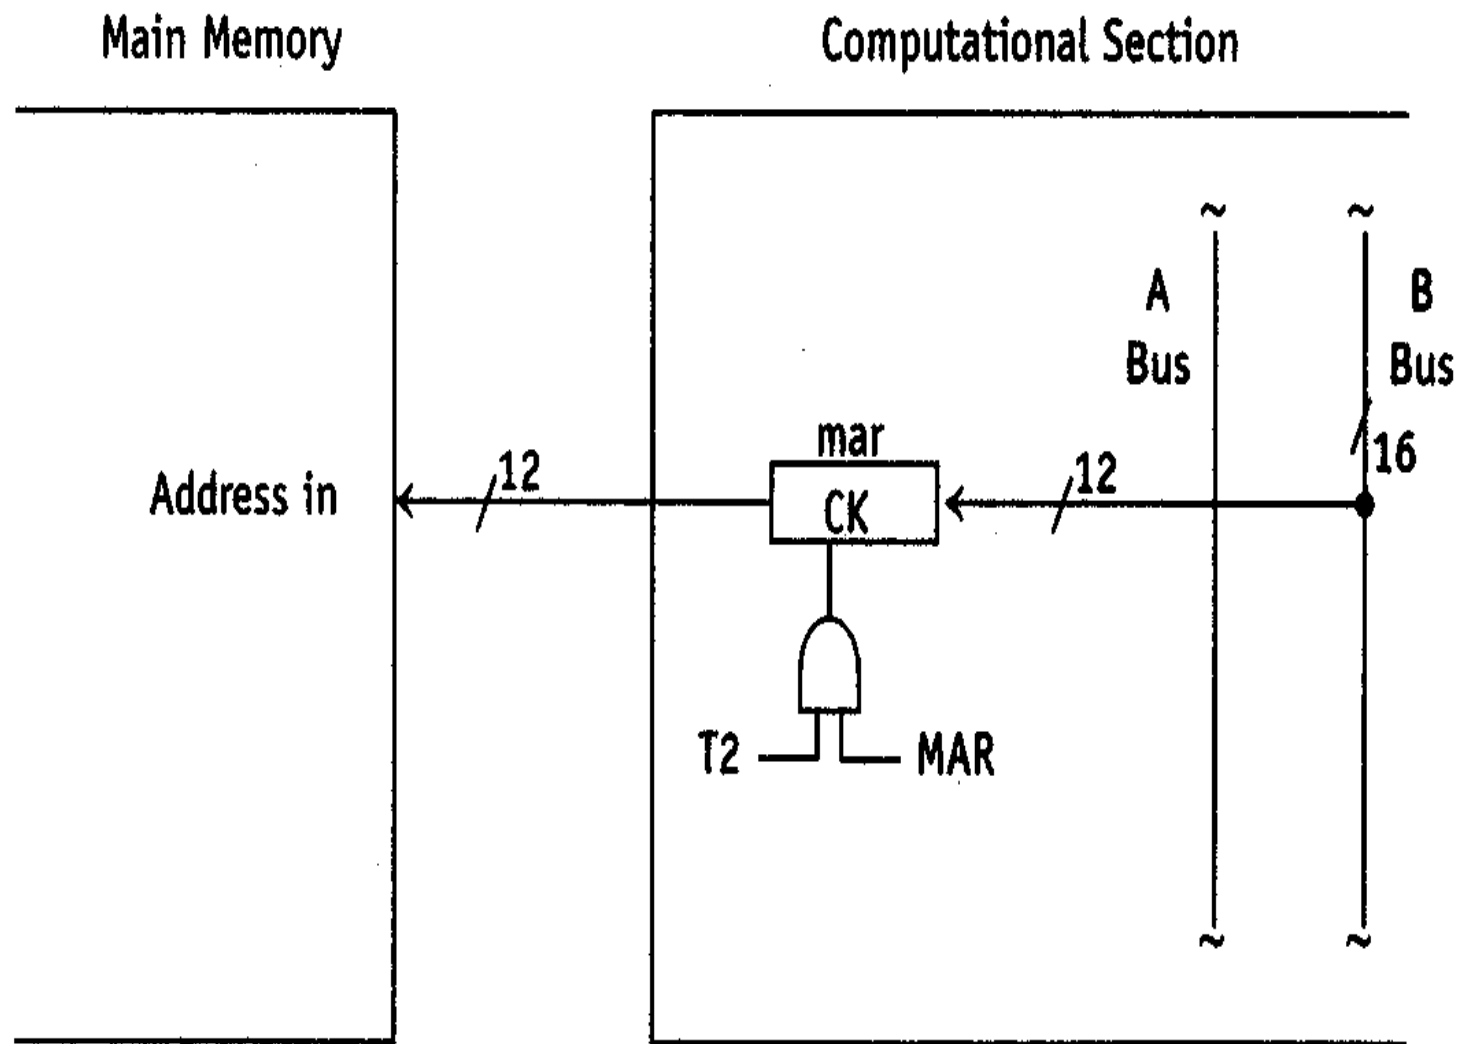 Main Memory
Computational Section
~ ~
A
Bus
B
Bus
16
mar
CK
12
12
Address in
T2
MAR
~ ~